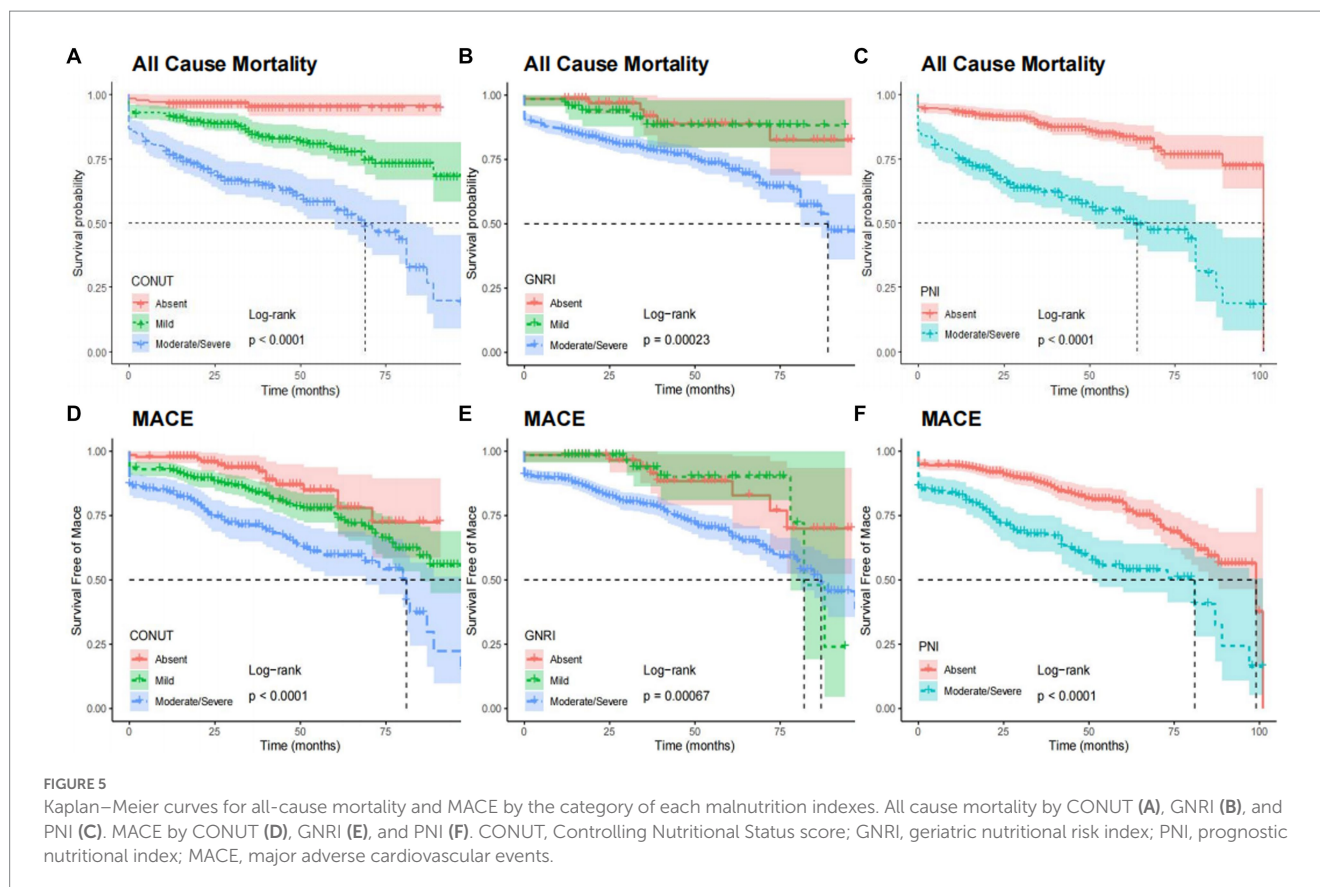 A
All Cause Mortality
Survival probability
1.00
0.75
0.50
0.25
0.00
CONUT
Absent
Mild
Moderate/Severe
Log-rank
p < 0.0001
0
25
50
75
Time (months)
B
All Cause Mortality
Survival probability
1.00
0.75
0.50
0.25
0.00
GNRI
Absent
Mild
Moderate/Severe
Log-rank
p = 0.00023
0
25
50
75
Time (months)
C
All Cause Mortality
Survival probability
1.00
0.75
0.50
0.25
0.00
PNI
Absent
Moderate/Severe
Log-rank
p < 0.0001
0
25
50
75
100
Time (months)
D
MACE
Survival Free of Mace
1.00
0.75
0.50
0.25
0.00
CONUT
Absent
Mild
Moderate/Severe
Log-rank
p < 0.0001
0
25
50
75
Time (months)
E
MACE
Survival Free of Mace
1.00
0.75
0.50
0.25
0.00
GNRI
Absent
Mild
Moderate/Severe
Log-rank
p = 0.00067
0
25
50
75
Time (months)
F
MACE
Survival Free of Mace
1.00
0.75
0.50
0.25
0.00
PNI
Absent
Moderate/Severe
Log-rank
p < 0.0001
0
25
50
75
100
Time (months)
FIGURE 5
Kaplan–Meier curves for all-cause mortality and MACE by the category of each malnutrition indexes. All cause mortality by CONUT (A), GNRI (B), and
PNI (C). MACE by CONUT (D), GNRI (E), and PNI (F). CONUT, Controlling Nutritional Status score; GNRI, geriatric nutritional risk index; PNI, prognostic
nutritional index; MACE, major adverse cardiovascular events.